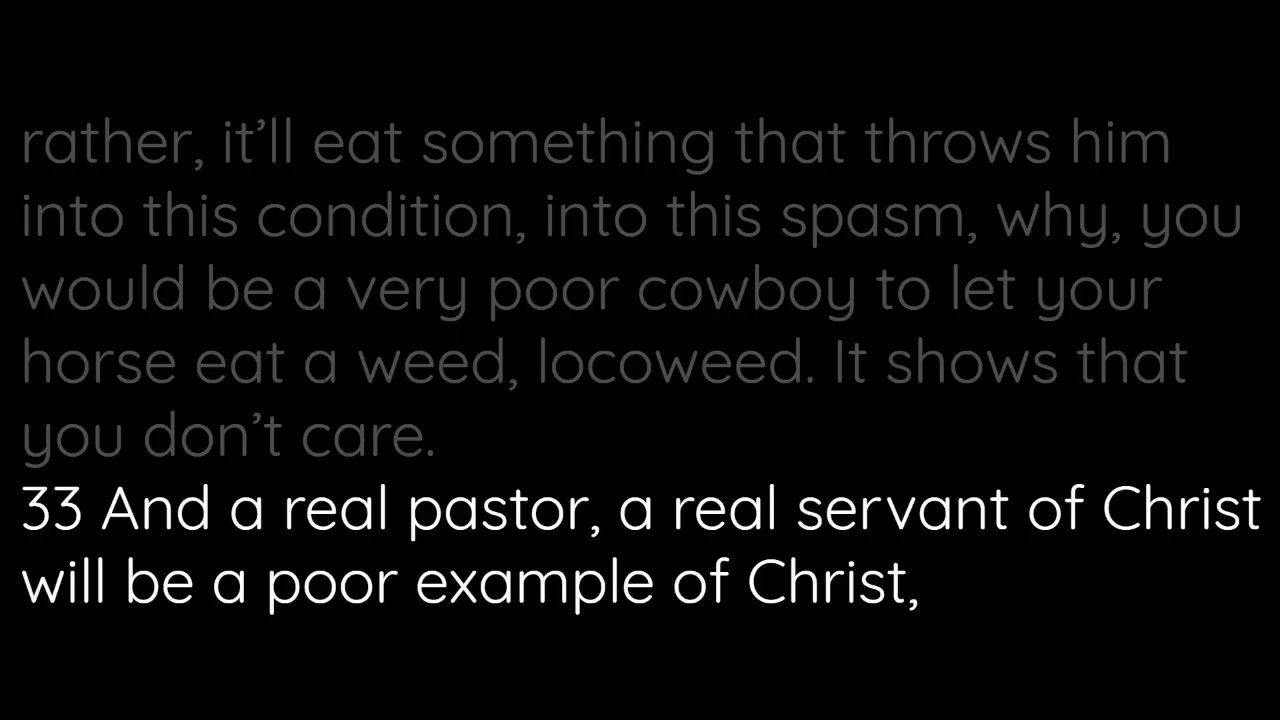 rather, it’ll eat something that throws him
into this condition, into this spasm, why, you
would be a very poor cowboy to let your
horse eat a weed, locoweed. It shows that
you don’t care.
33 And a real pastor, a real servant of Christ
will be a poor example of Christ,